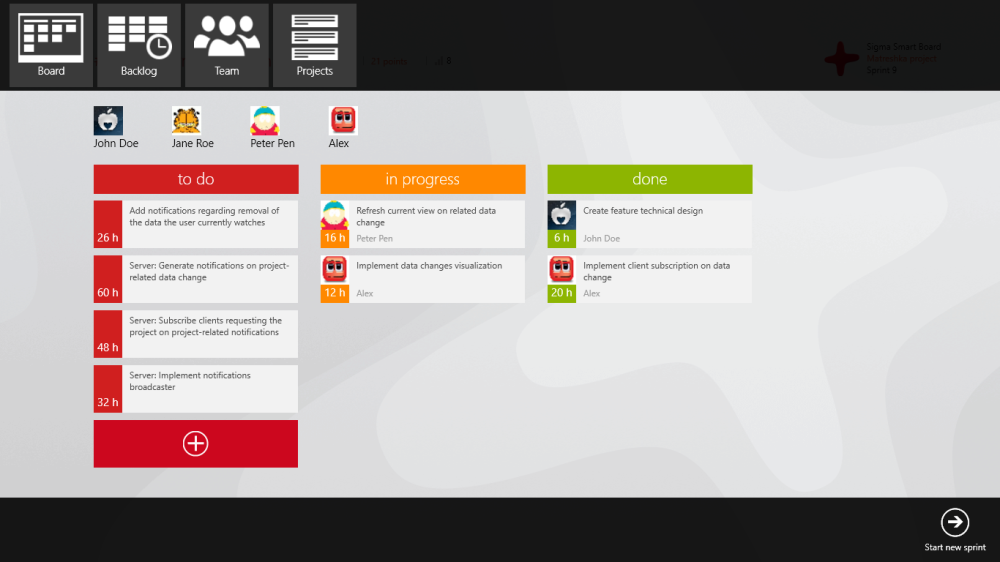 Board
Backlog
Team
Projects
Sigma Smart Board
Sprint 3
John Doe
Jane Roe
Peter Pen
Alex
to do
in progress
done
Add notifications regarding removal of
the data the user currently watches
26 h
Server: Generate notifications on project-
related data change
60 h
Server: Subscribe clients requesting the
project on project-related notifications
48 h
Server: Implement notifications
broadcaster
32 h
Refresh current view on related data
change
16 h
Peter Pen
Implement data changes visualization
12 h
Alex
Create feature technical design
6 h
John Doe
Implement client subscription on data
change
20 h
Alex
Start new sprint